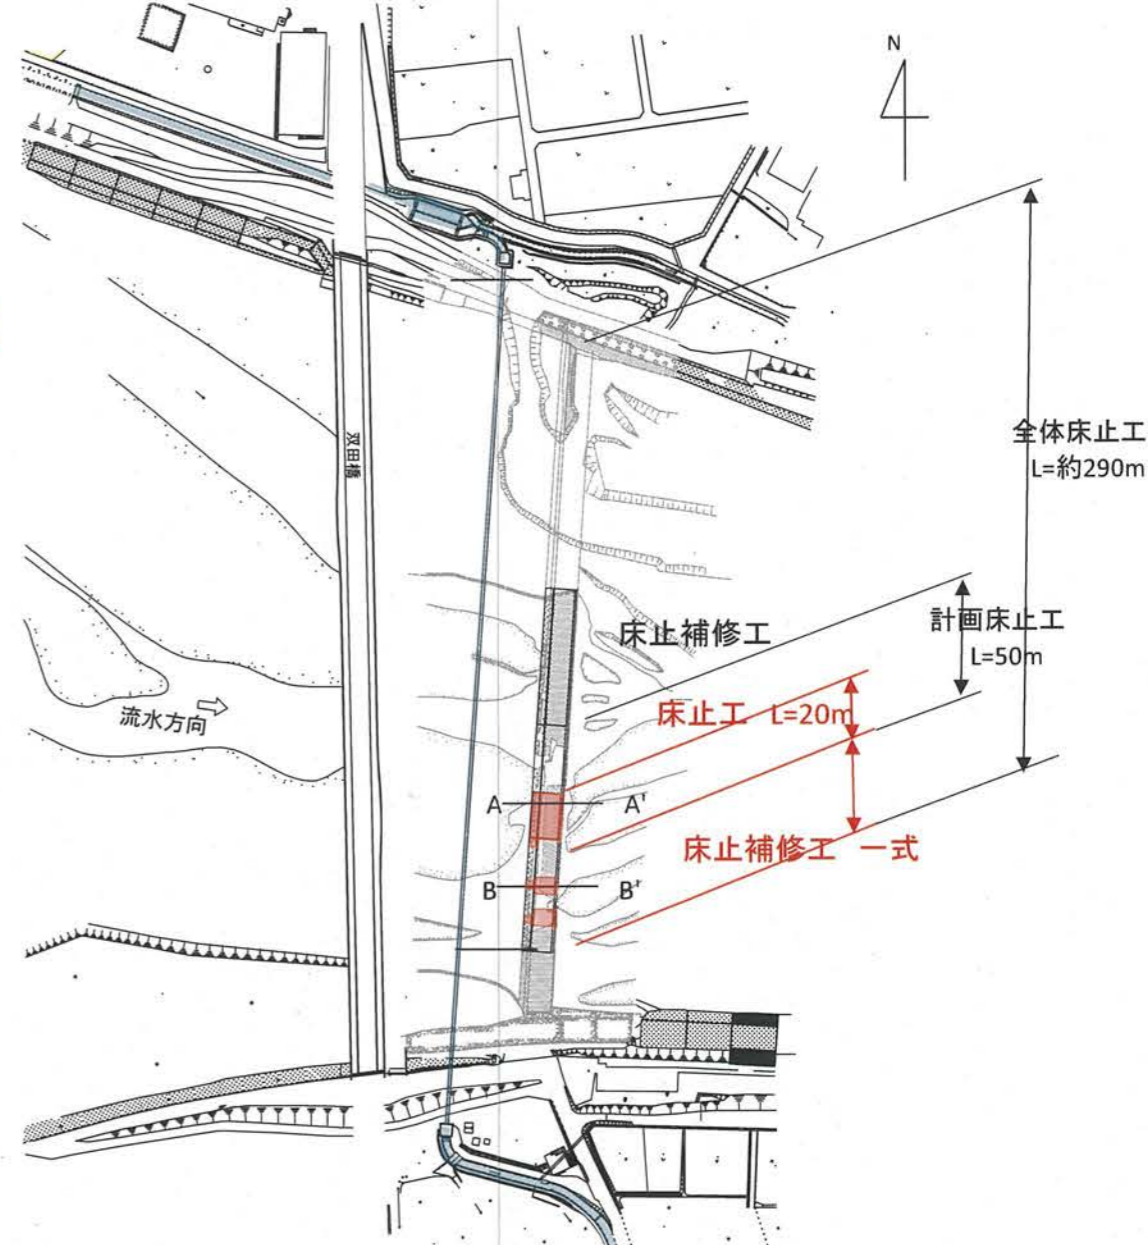 N
全体床止工
L=約290m
双田橋
計画床止工
L=50m
床止補修工
床止工 L=20m
流水方向
A A'
床止補修工 一式
B B'